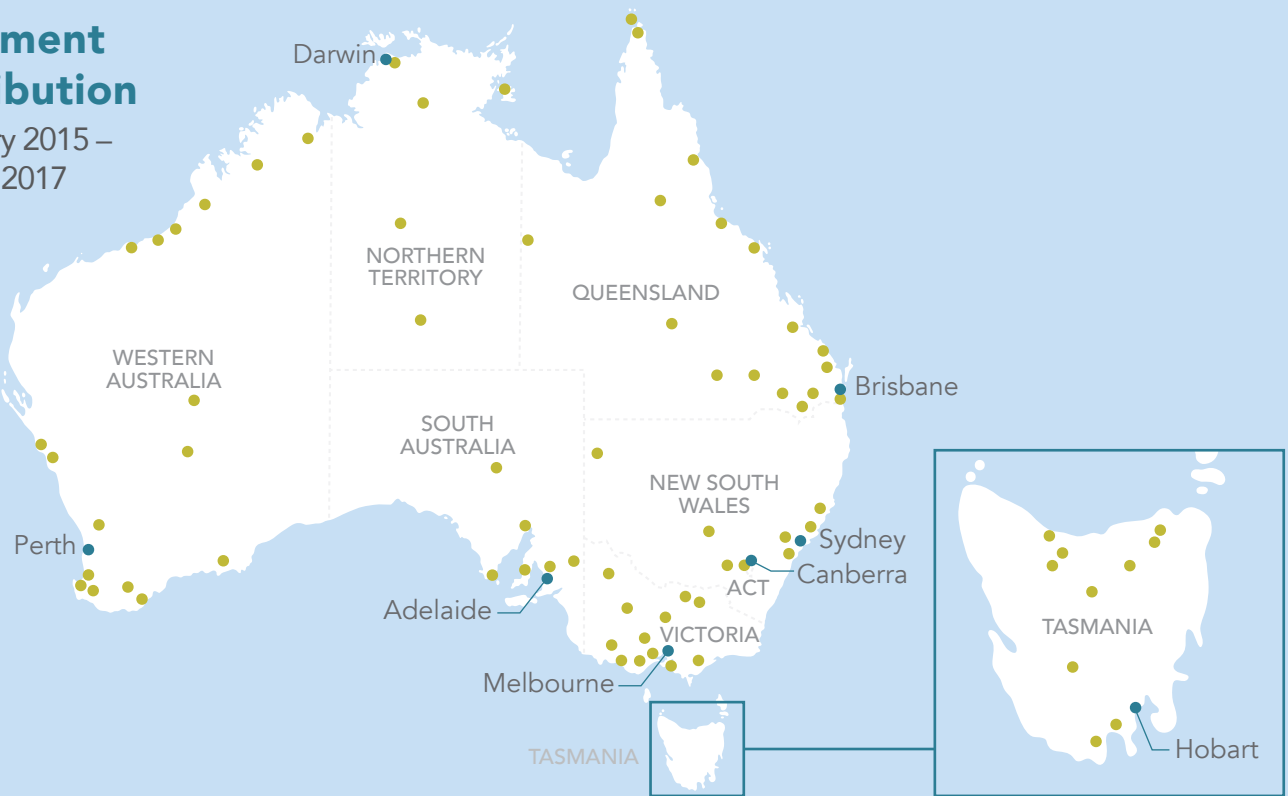 ment
ibution
y 2015 –
2017
Darwin
NORTHERN
TERRITORY
QUEENSLAND
WESTERN
AUSTRALIA
Brisbane
SOUTH
AUSTRALIA
NEW SOUTH
WALES
Perth
Sydney
Canberra
ACT
Adelaide
VICTORIA
Melbourne
TASMANIA
TASMANIA
Hobart